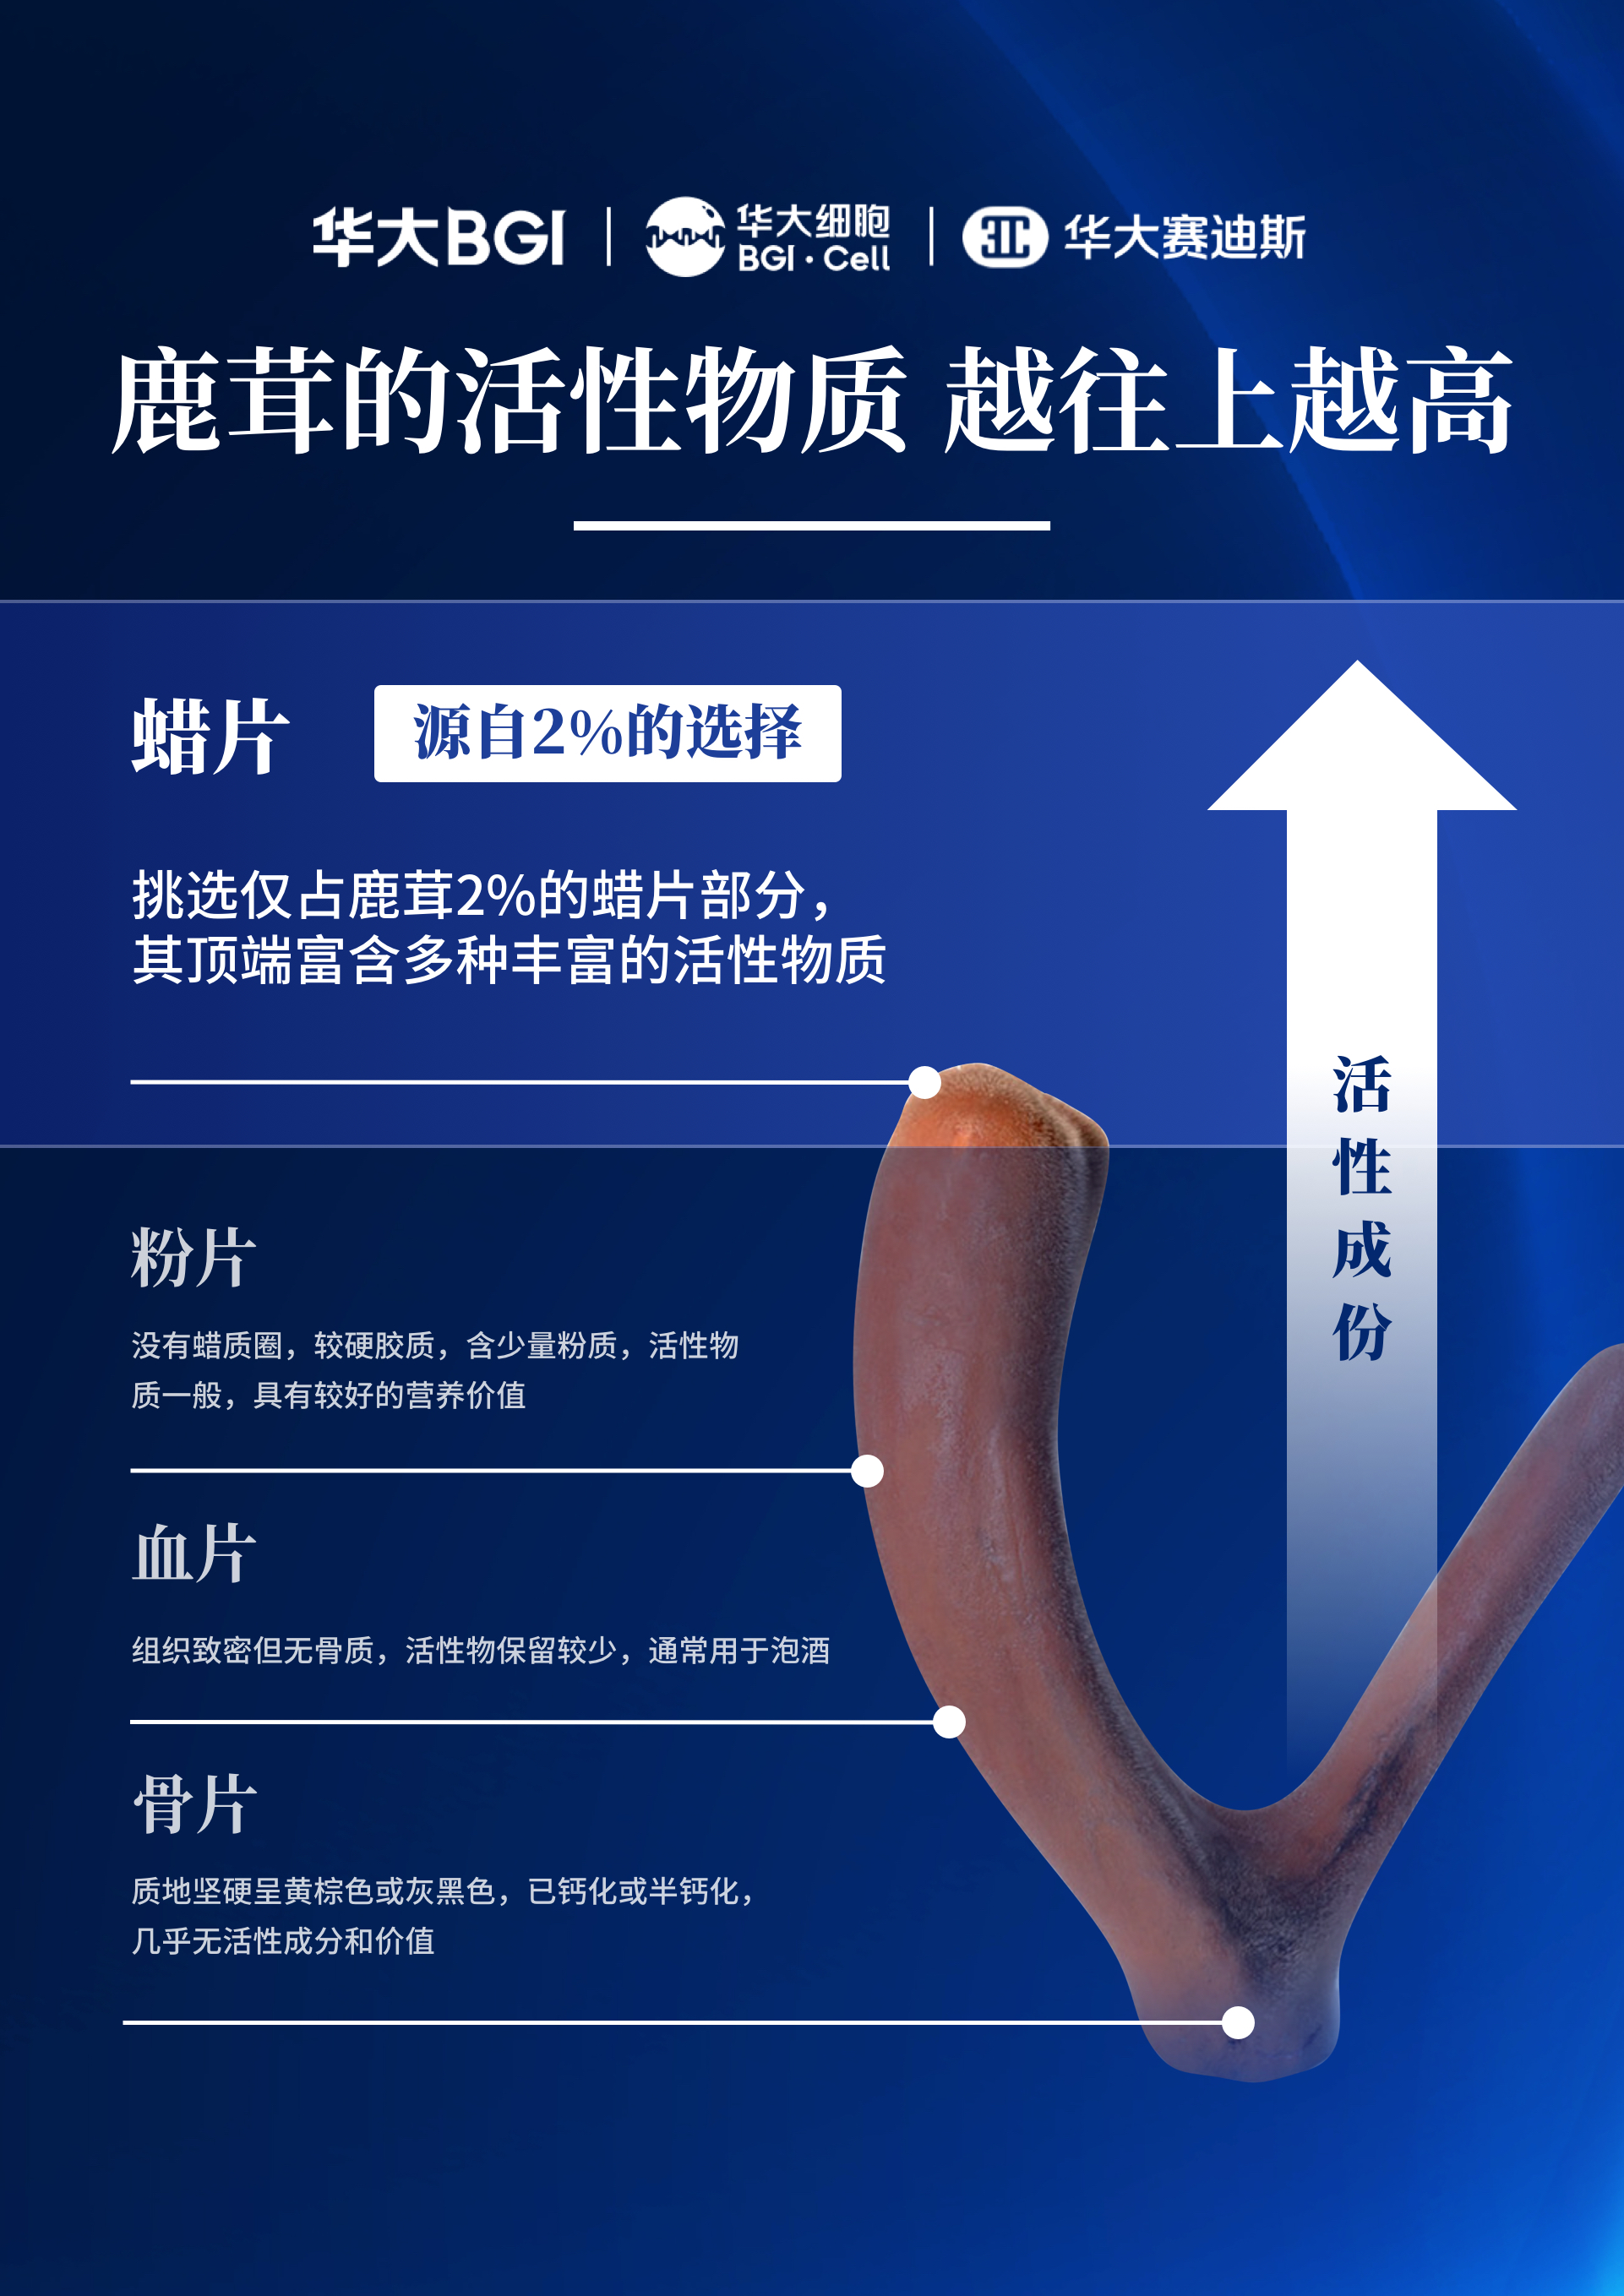 华大BGI
华大细胞
BGI·Cell
华大赛迪斯
鹿茸的活性物质 越往上越高
蜡片
源自2%的选择
挑选仅占鹿茸2%的蜡片部分，
其顶端富含多种丰富的活性物质
活性成份
粉片
没有蜡质圈，较硬胶质，含少量粉质，活性物
质一般，具有较好的营养价值
血片
组织致密但无骨质，活性物保留较少，通常用于泡酒
骨片
质地坚硬呈黄棕色或灰黑色，已钙化或半钙化，
几乎无活性成分和价值